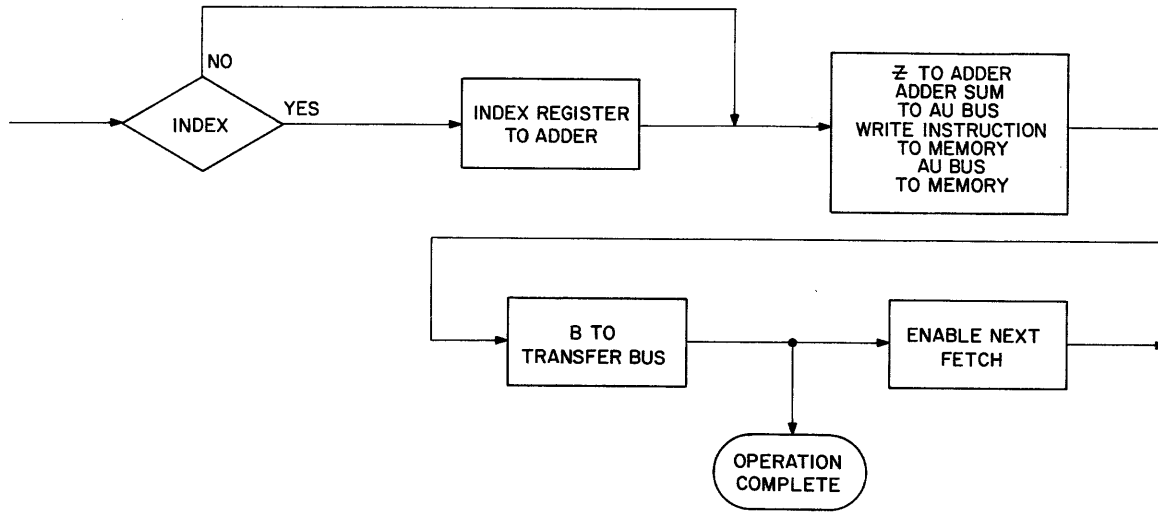 NO
YES
INDEX
INDEX REGISTER
TO ADDER
Z TO ADDER
ADDER SUM
TO AU BUS
WRITE INSTRUCTION
TO MEMORY
AU BUS
TO MEMORY
B TO
TRANSFER BUS
ENABLE NEXT
FETCH
OPERATION
COMPLETE